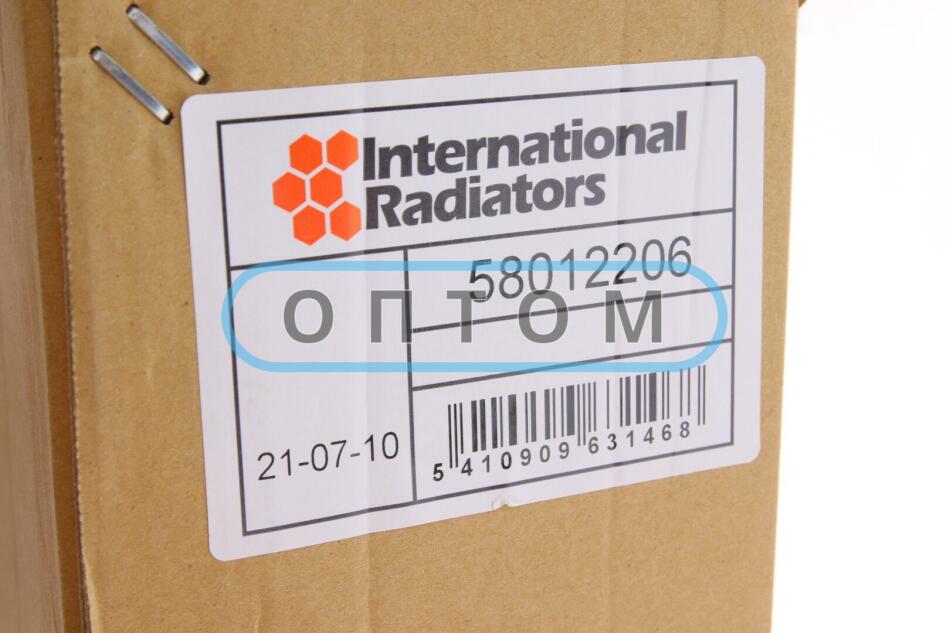 International
Radiators
58012206
ОПТОМ
21-07-10
5 410909 631468